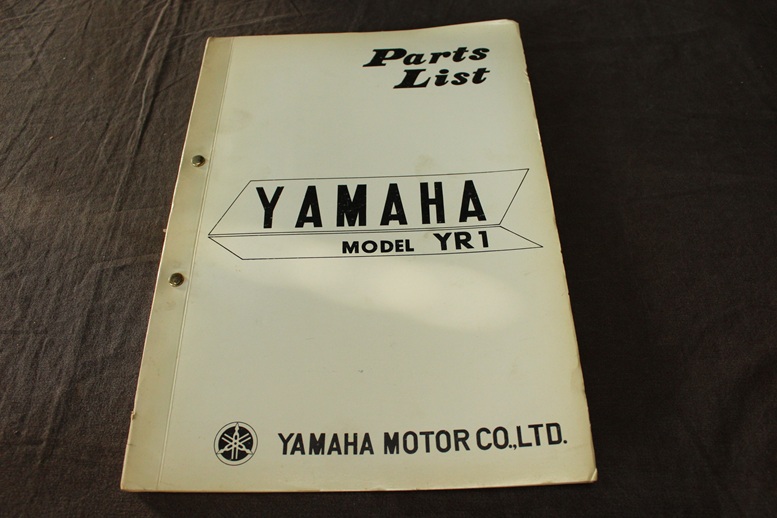 Parts
List
YAMAHA
MODEL YR1
YAMAHA MOTOR CO.,LTD.